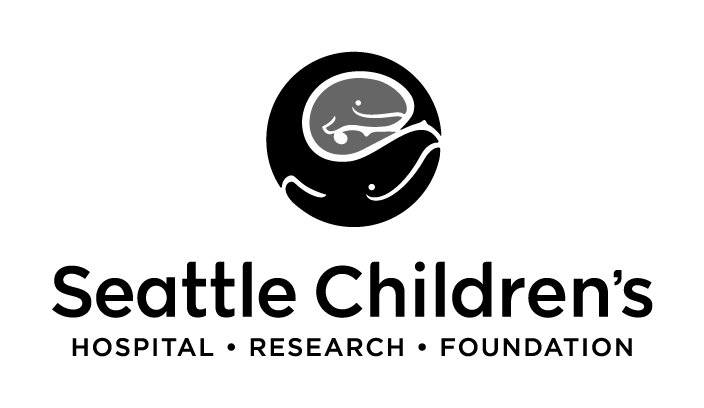 Seattle Children's
HOSPITAL • RESEARCH • FOUNDATION